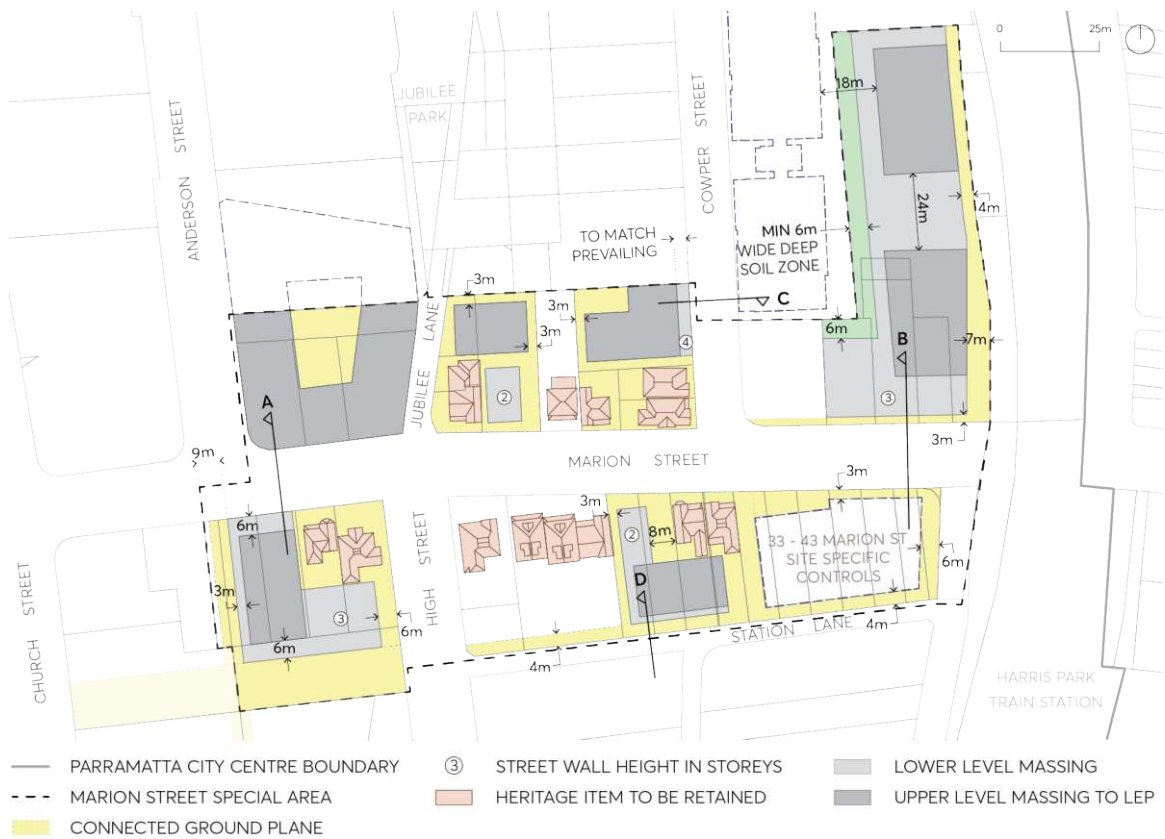 0 25m
JUBILEE
PARK
ANDERSON STREET
COWPER STREET
18m
24m
4m
TO MATCH
PREVAILING
MIN 6m
WIDE DEEP
SOIL ZONE
3m
3m
3m
C
6m
B
7m
JUBILEE LANE
4
A
2
3
3m
MARION STREET
9m
6m
3m
3m
2
8m
33 - 43 MARION ST
SITE SPECIFIC
CONTROLS
6m
D
3m
3
6m
6m
HIGH STREET
CHURCH STREET
STATION LANE
4m
4m
HARRIS PARK
TRAIN STATION
PARRAMATTA CITY CENTRE BOUNDARY
3 STREET WALL HEIGHT IN STOREYS
LOWER LEVEL MASSING
MARION STREET SPECIAL AREA
HERITAGE ITEM TO BE RETAINED
UPPER LEVEL MASSING TO LEP
CONNECTED GROUND PLANE